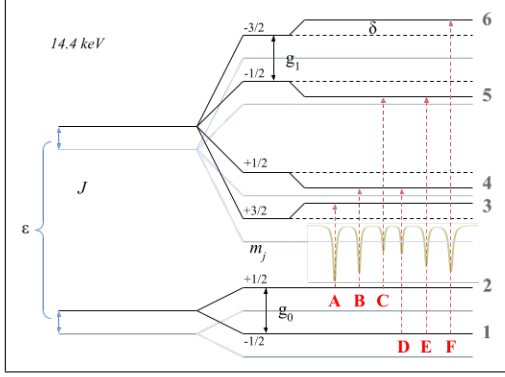 -3/2
6
14.4 keV
δ
g1
-1/2
5
+1/2
J
4
+3/2
3
ε
mj
+1/2
2
A B C
g0
1
-1/2
D E F